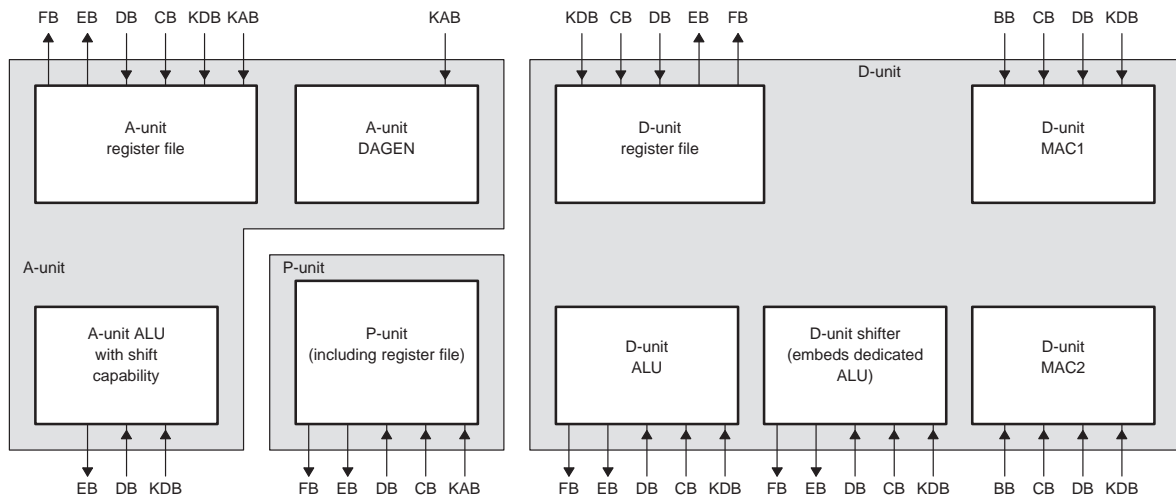 FB EB DB CB KDB KAB KAB KDB CB DB EB FB BB CB DB KDB
D-unit
A-unit
register file
A-unit
DAGEN
D-unit
register file
D-unit
MAC1
A-unit
P-unit
A-unit ALU
with shift
capability
P-unit
(including register file)
D-unit
ALU
D-unit shifter
(embeds dedicated
ALU)
D-unit
MAC2
EB DB KDB FB EB DB CB KAB FB EB DB CB KDB FB EB DB CB KDB BB CB DB KDB